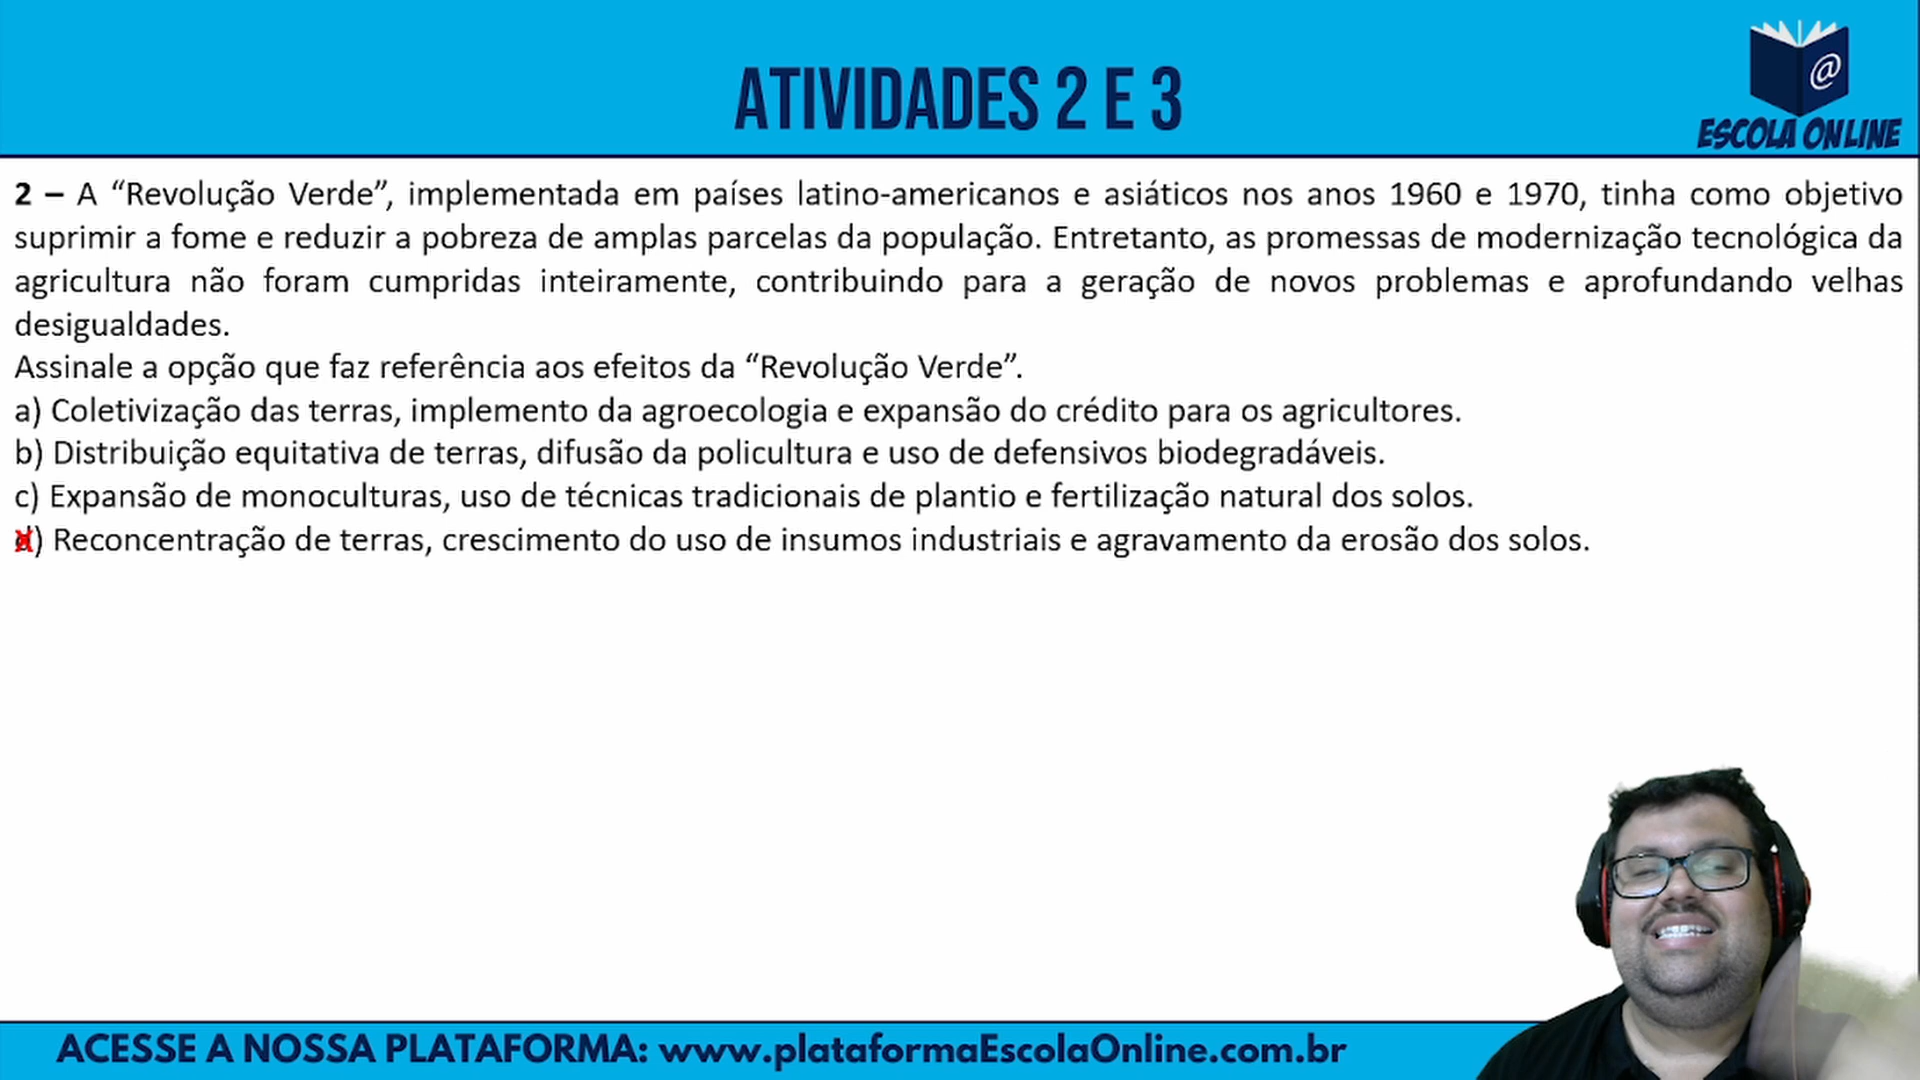 ATIVIDADES 2 E 3
@
ESCOLA ONLINE
2 – A “Revolução Verde”, implementada em países latino-americanos e asiáticos nos anos 1960 e 1970, tinha como objetivo
suprimir a fome e reduzir a pobreza de amplas parcelas da população. Entretanto, as promessas de modernização tecnológica da
agricultura não foram cumpridas inteiramente, contribuindo para a geração de novos problemas e aprofundando velhas
desigualdades.
Assinale a opção que faz referência aos efeitos da “Revolução Verde”.
a) Coletivização das terras, implemento da agroecologia e expansão do crédito para os agricultores.
b) Distribuição equitativa de terras, difusão da policultura e uso de defensivos biodegradáveis.
c) Expansão de monoculturas, uso de técnicas tradicionais de plantio e fertilização natural dos solos.
d) Reconcentração de terras, crescimento do uso de insumos industriais e agravamento da erosão dos solos.
ACESSE A NOSSA PLATAFORMA: www.plataformaEscolaOnline.com.br